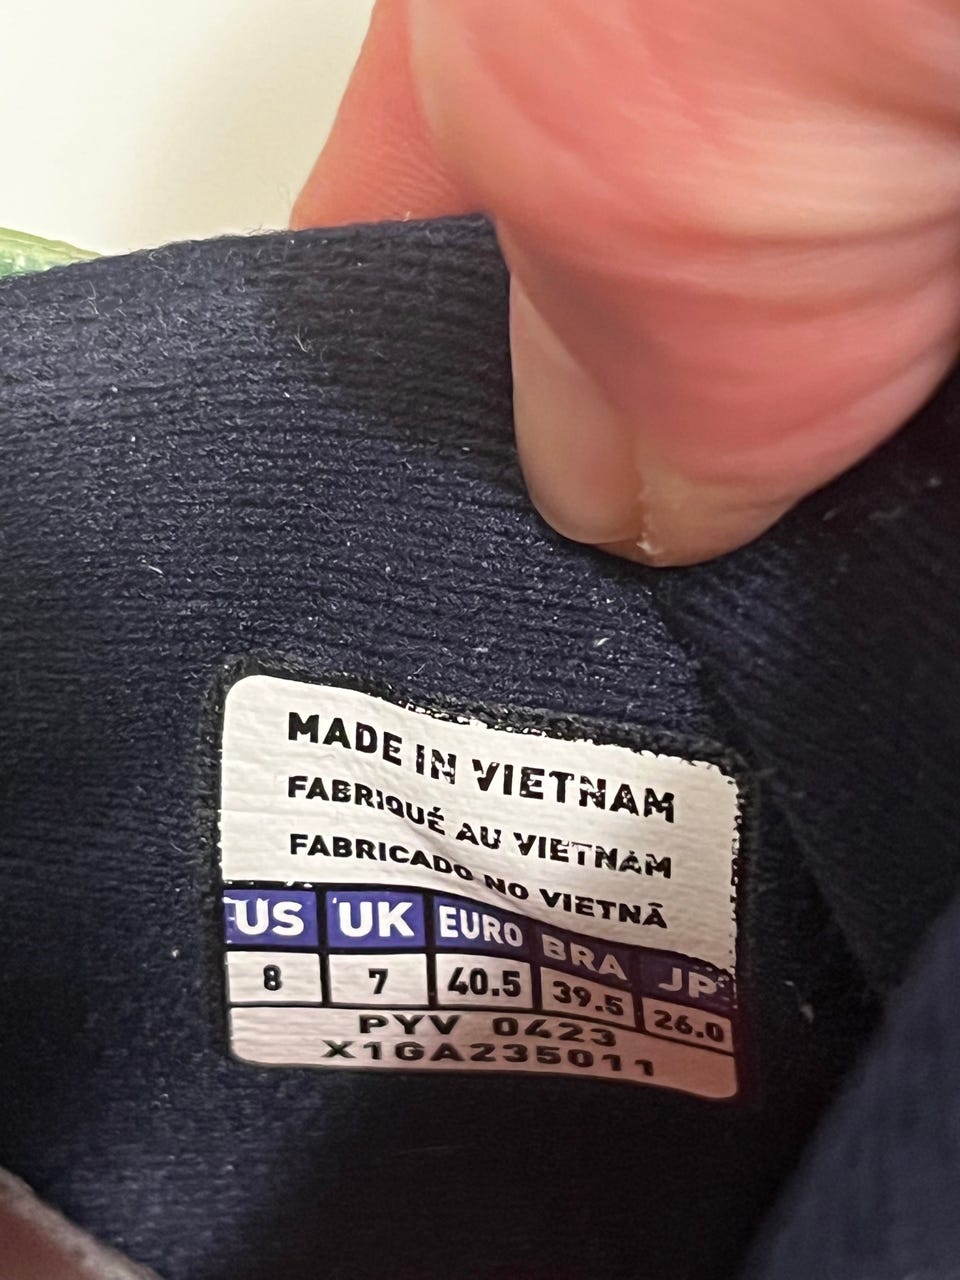 MADE IN VIETNAM
FABRIQUÉ AU VIETNAM
FABRICADO NO VIETNÃ
US UK EURO BRA JP
8 7 40.5 39.5 26.0
PYV 0423
X1GA235011